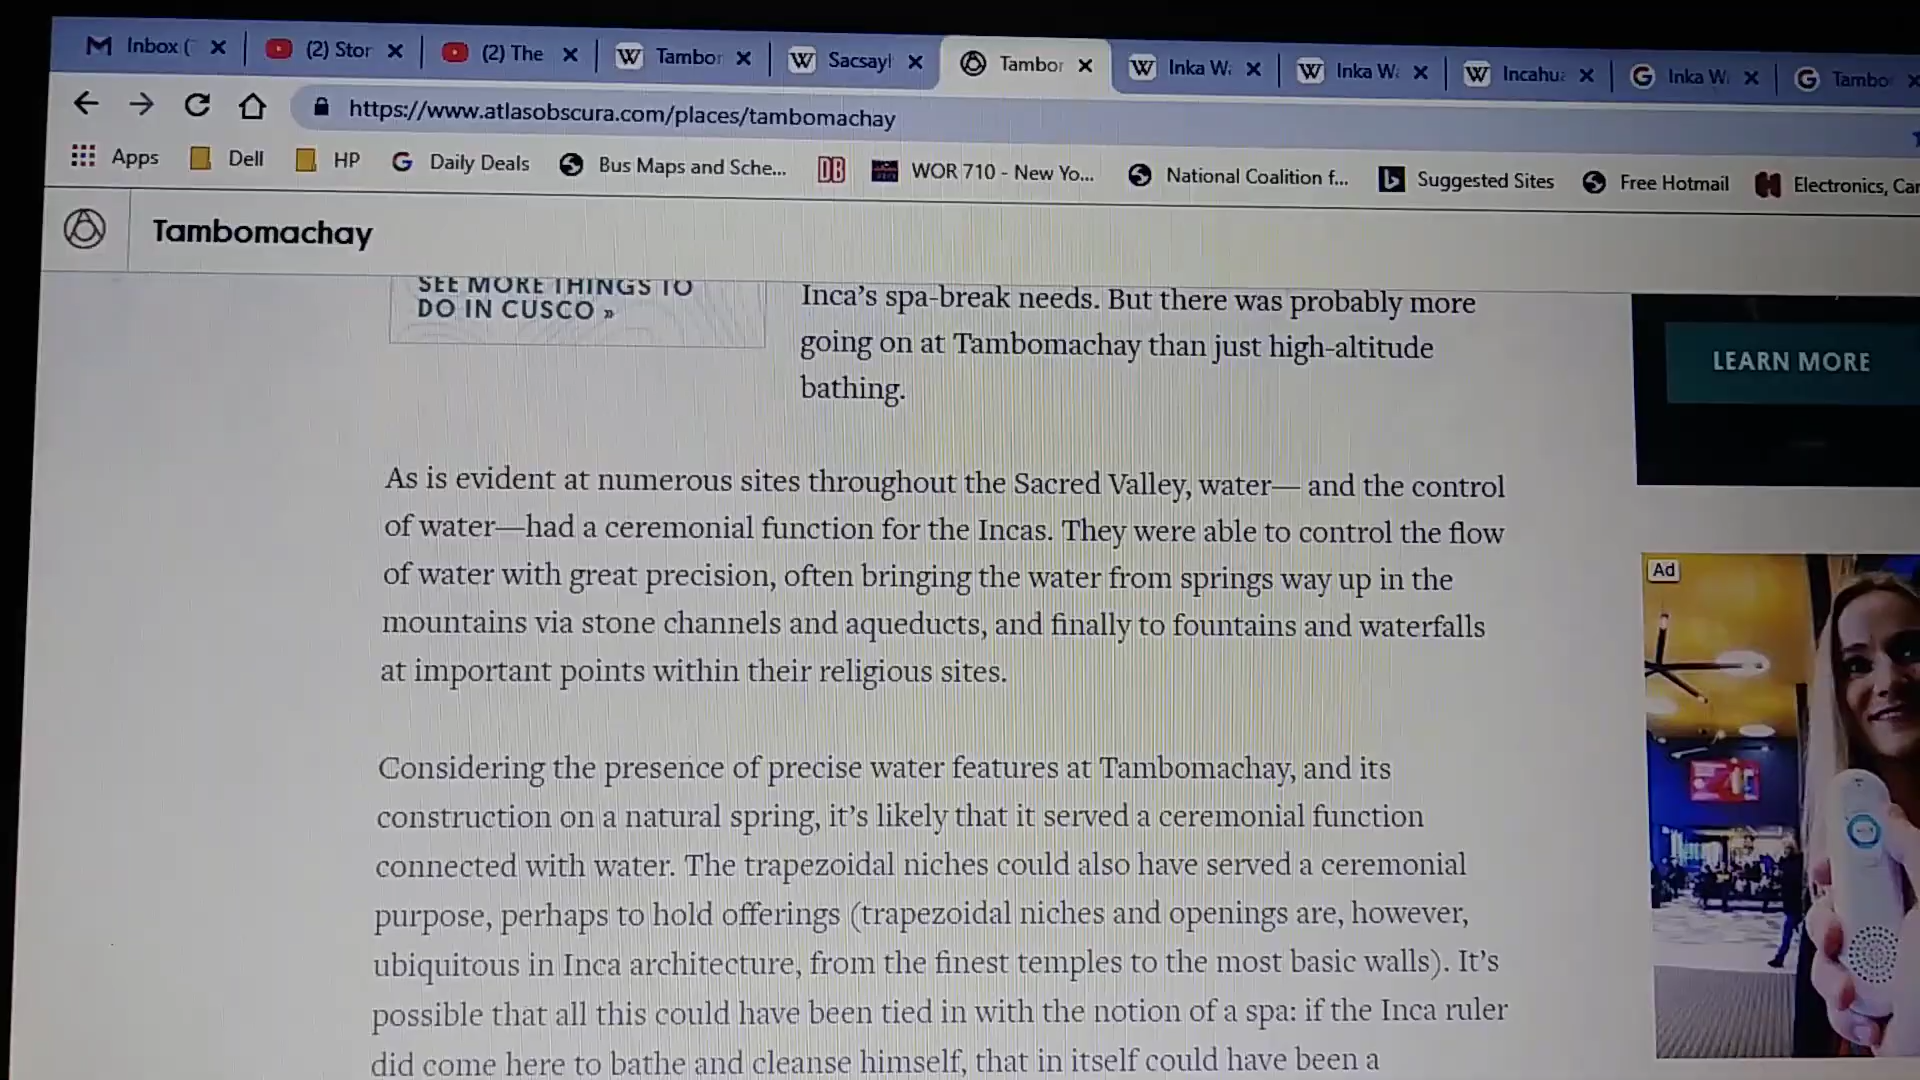 Inbox (
(2) Stor
(2) The
Tambor
Sacsayl
Tambor
Inka Wa
Inka Wa
Incahua
Inka W
Tambo
https://www.atlasobscura.com/places/tambomachay
Apps
Dell
HP
Daily Deals
Bus Maps and Sche...
DB
WOR 710 - New Yo...
National Coalition f...
Suggested Sites
Free Hotmail
Electronics, Car
Tambomachay
SEE MORE THINGS TO
DO IN CUSCO »
Inca’s spa-break needs. But there was probably more
going on at Tambomachay than just high-altitude
bathing.
As is evident at numerous sites throughout the Sacred Valley, water— and the control
of water—had a ceremonial function for the Incas. They were able to control the flow
of water with great precision, often bringing the water from springs way up in the
mountains via stone channels and aqueducts, and finally to fountains and waterfalls
at important points within their religious sites.
Considering the presence of precise water features at Tambomachay, and its
construction on a natural spring, it’s likely that it served a ceremonial function
connected with water. The trapezoidal niches could also have served a ceremonial
purpose, perhaps to hold offerings (trapezoidal niches and openings are, however,
ubiquitous in Inca architecture, from the finest temples to the most basic walls). It’s
possible that all this could have been tied in with the notion of a spa: if the Inca ruler
did come here to bathe and cleanse himself, that in itself could have been a
LEARN MORE
Ad